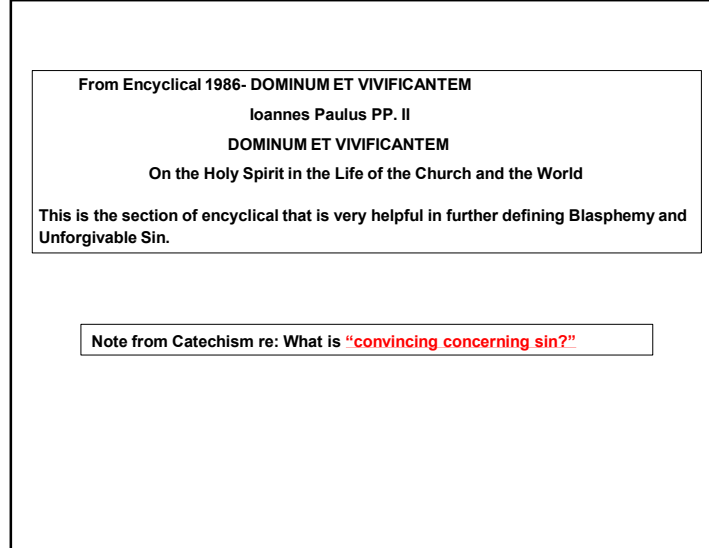 From Encyclical 1986- DOMINUM ET VIVIFICANTEM
Ioannes Paulus PP. II
DOMINUM ET VIVIFICANTEM
On the Holy Spirit in the Life of the Church and the World
This is the section of encyclical that is very helpful in further defining Blasphemy and
Unforgivable Sin.
Note from Catechism re: What is “convincing concerning sin?”